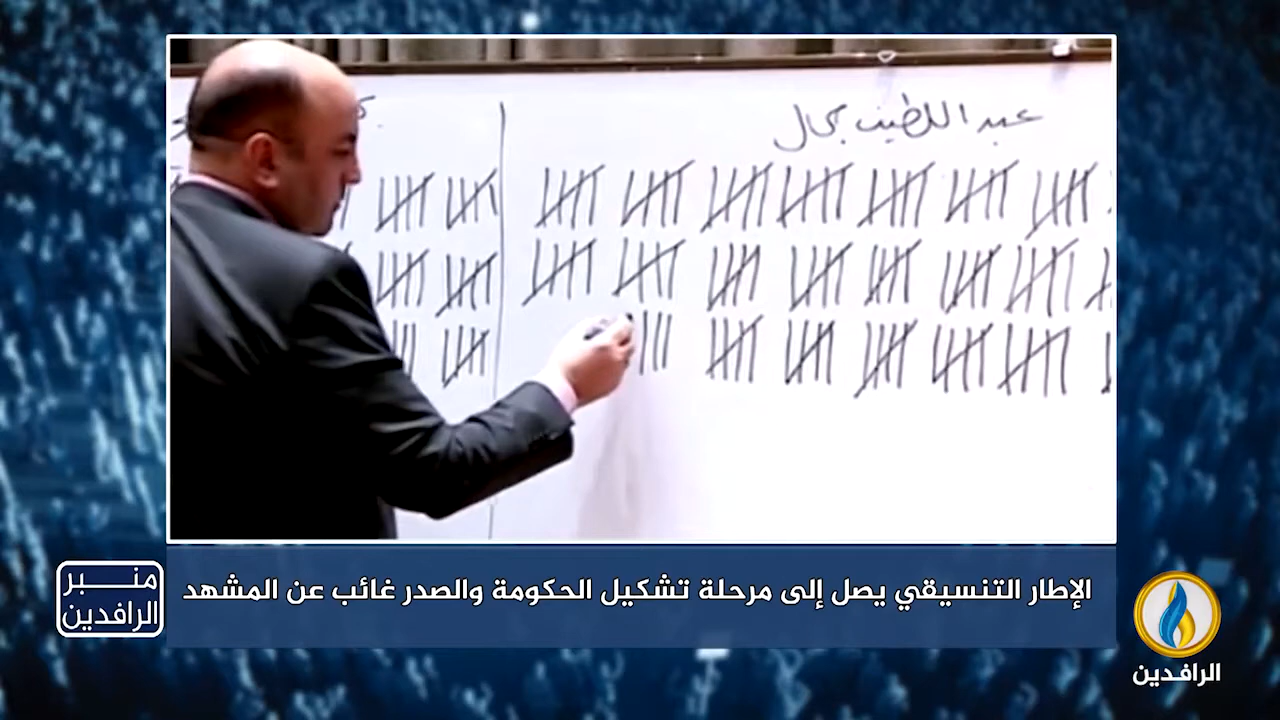 عبد اللطيف جمال
الإطار التنسيقي يصل إلى مرحلة تشكيل الحكومة والصدر غائب عن المشهد
منبر
الرافدين
الرافدين